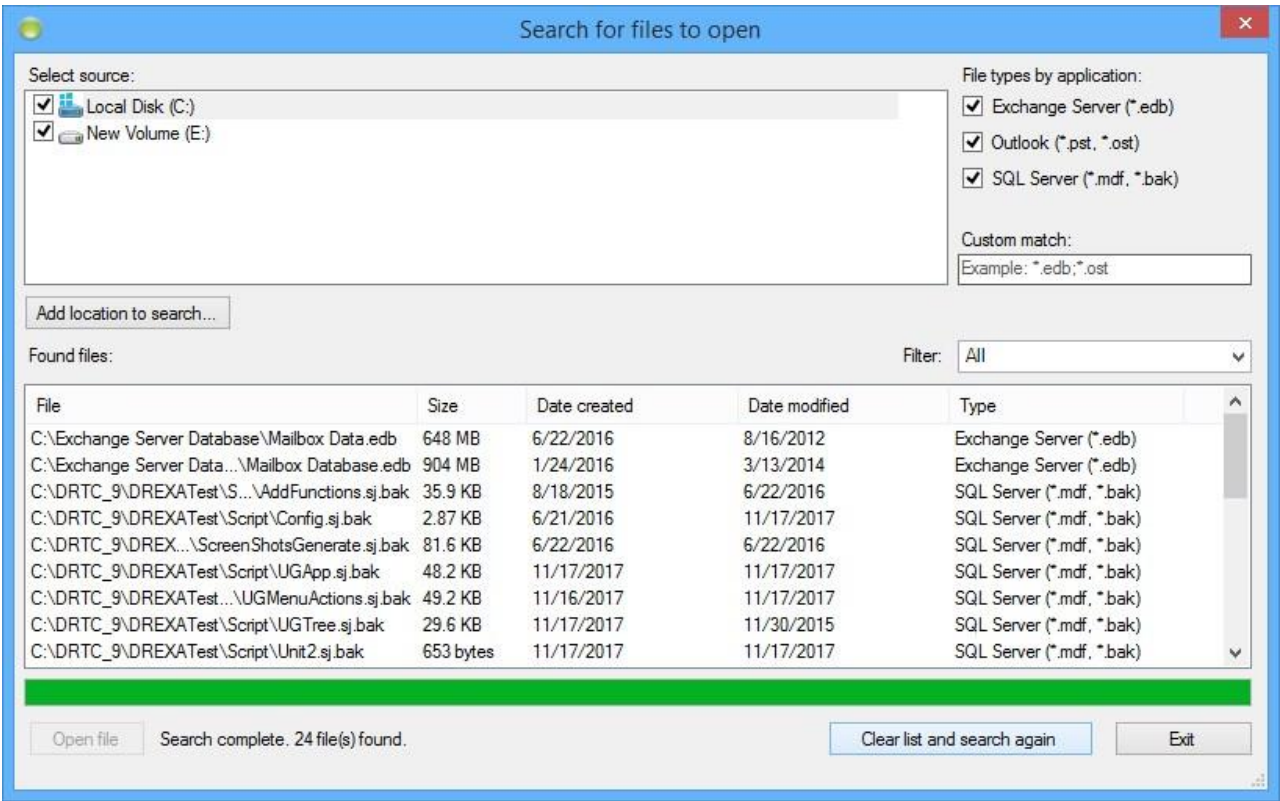 Search for files to open
Select source:
Local Disk (C:)
New Volume (E:)
File types by application:
Exchange Server (*.edb)
Outlook (*.pst, *.ost)
SQL Server (*.mdf, *.bak)
Custom match:
Example: *.edb;*.ost
Add location to search...
Found files:
Filter: All
File Size Date created Date modified Type
C:\Exchange Server Database\Mailbox Data.edb 648 MB 6/22/2016 8/16/2012 Exchange Server (*.edb)
C:\Exchange Server Data...\Mailbox Database.edb 904 MB 1/24/2016 3/13/2014 Exchange Server (*.edb)
C:\DRTC_9\DREXATest\S...\AddFunctions.sj.bak 35.9 KB 8/18/2015 6/22/2016 SQL Server (*.mdf, *.bak)
C:\DRTC_9\DREXATest\Script\Config.sj.bak 2.87 KB 6/21/2016 11/17/2017 SQL Server (*.mdf, *.bak)
C:\DRTC_9\DREX...\ScreenShotsGenerate.sj.bak 81.6 KB 6/22/2016 6/22/2016 SQL Server (*.mdf, *.bak)
C:\DRTC_9\DREXATest\Script\UGApp.sj.bak 48.2 KB 11/17/2017 11/17/2017 SQL Server (*.mdf, *.bak)
C:\DRTC_9\DREXATest...\UGMenuActions.sj.bak 49.2 KB 11/16/2017 11/17/2017 SQL Server (*.mdf, *.bak)
C:\DRTC_9\DREXATest\Script\UGTree.sj.bak 29.6 KB 11/17/2017 11/30/2015 SQL Server (*.mdf, *.bak)
C:\DRTC_9\DREXATest\Script\Unit2.sj.bak 653 bytes 11/17/2017 11/17/2017 SQL Server (*.mdf, *.bak)
Open file Search complete. 24 file(s) found. Clear list and search again Exit